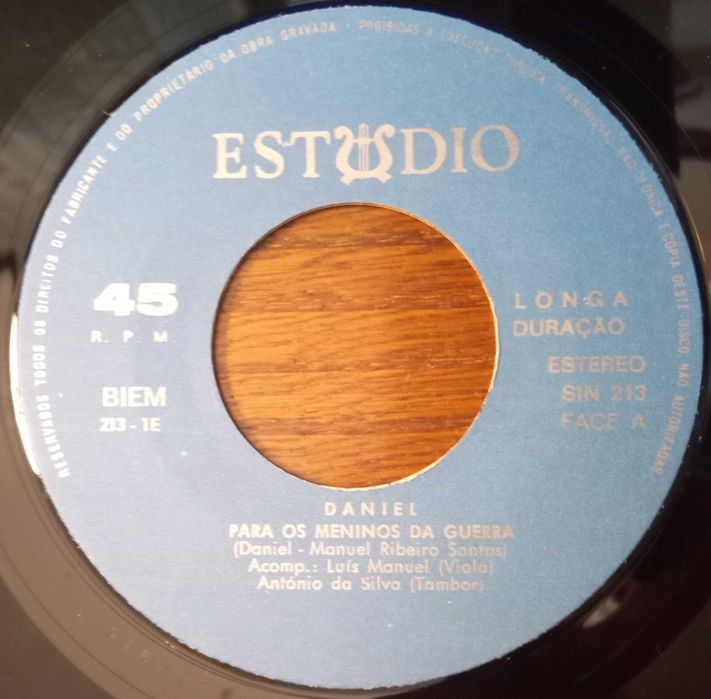 RESERVADOS TODOS OS DIREITOS DO FABRICANTE E DO PROPRIETÁRIO DA OBRA GRAVADA - PROIBIDAS A EXECUÇÃO PÚBLICA, TRANSMISSÃO, RADIODIFUSÃO E CÓPIA DESTE DISCO NÃO AUTORIZADAS
ESTUDIO
45
R. P. M
BIEM
213 - 1E
LONGA
DURAÇÃO
ESTEREO
SIN 213
FACE A
DANIEL
PARA OS MENINOS DA GUERRA
(Daniel - Manuel Ribeiro Santos)
Acomp.: Luís Manuel (Viola)
António da Silva (Tambor)